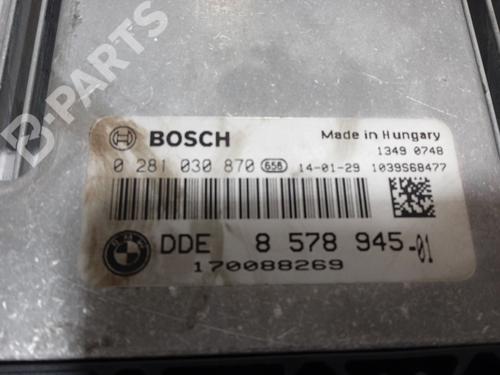 B-PARTS
BOSCH
Made in Hungary
1349 0748
0 281 030 870 658 14-01-29 1039S68477
BMW
DDE 8 578 945-01
170088269